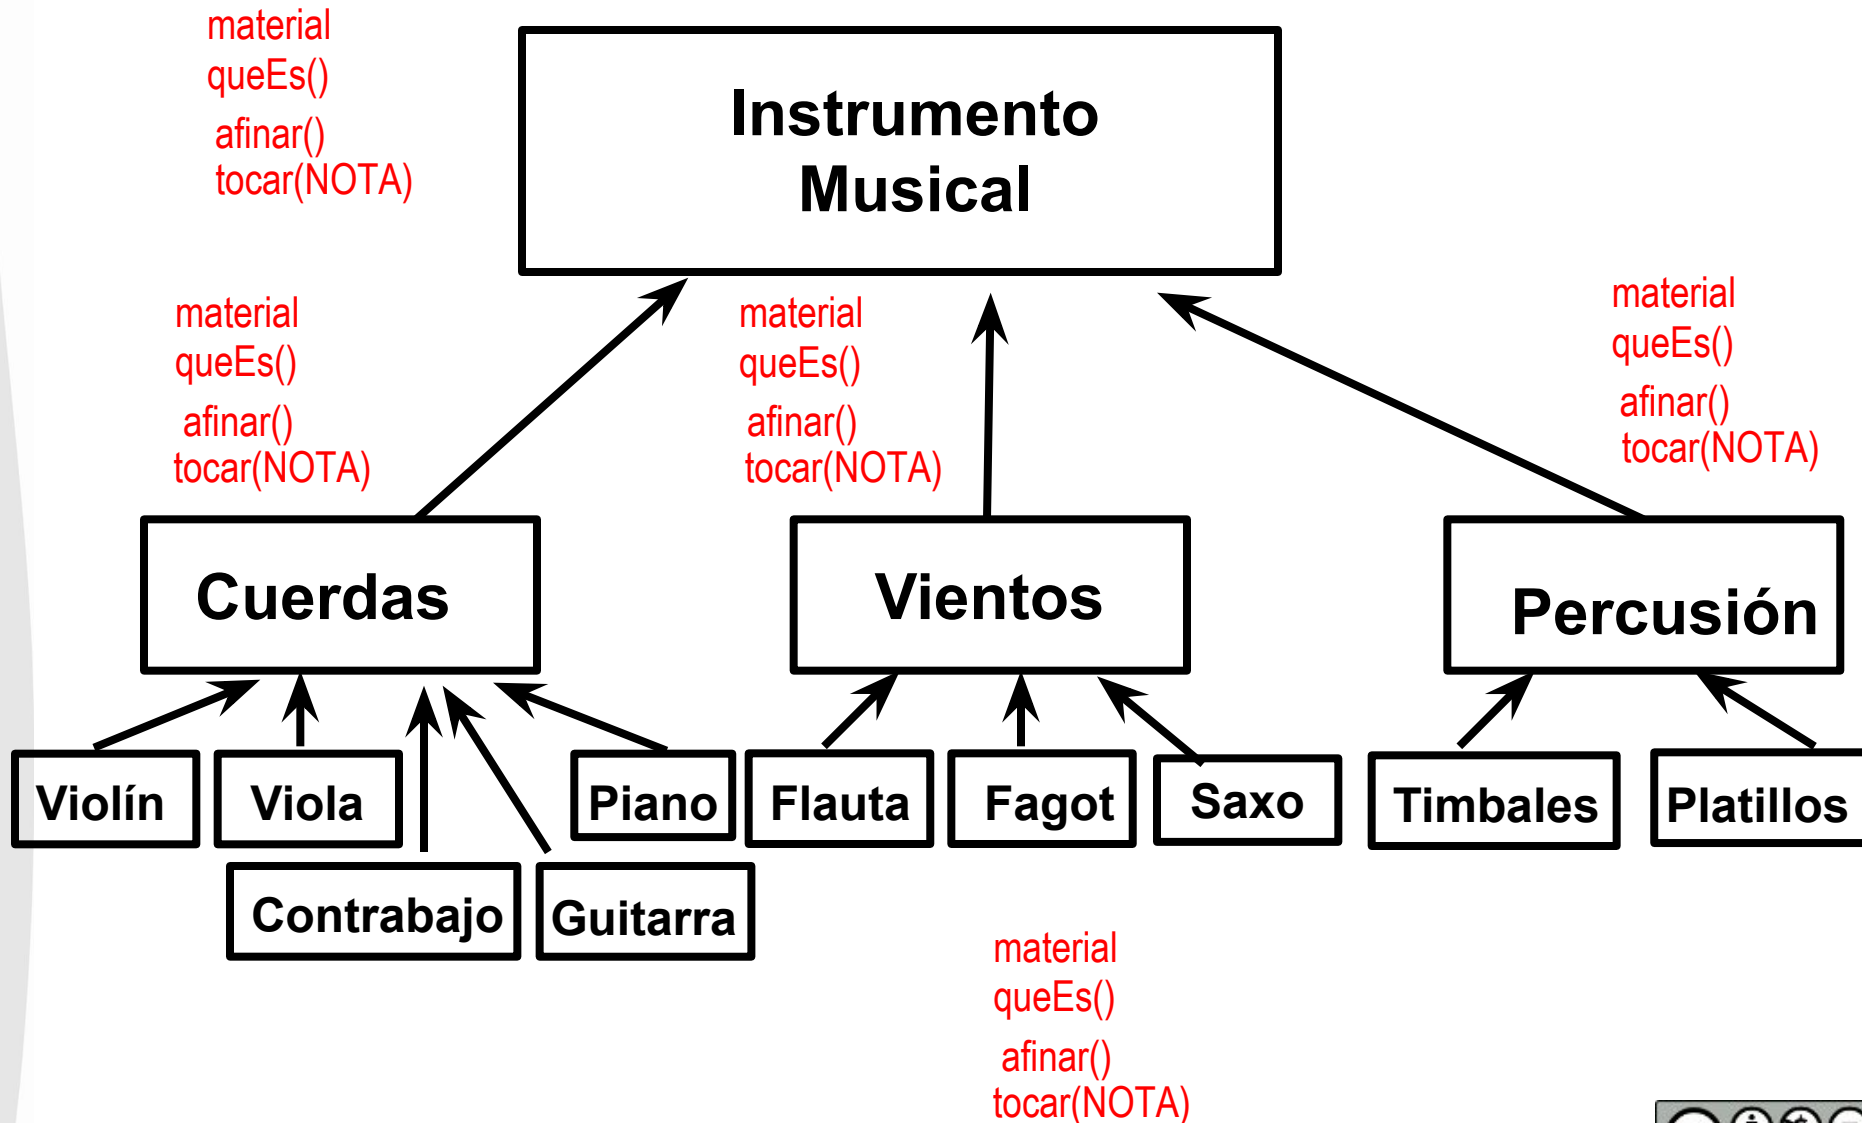 material
queEs()
afinar()
tocar(NOTA)
Instrumento
Musical
material
queEs()
afinar()
tocar(NOTA)
material
queEs()
afinar()
tocar(NOTA)
material
queEs()
afinar()
tocar(NOTA)
Cuerdas
Vientos
Percusión
Violín
Viola
Piano
Flauta
Fagot
Saxo
Timbales
Platillos
Contrabajo
Guitarra
material
queEs()
afinar()
tocar(NOTA)